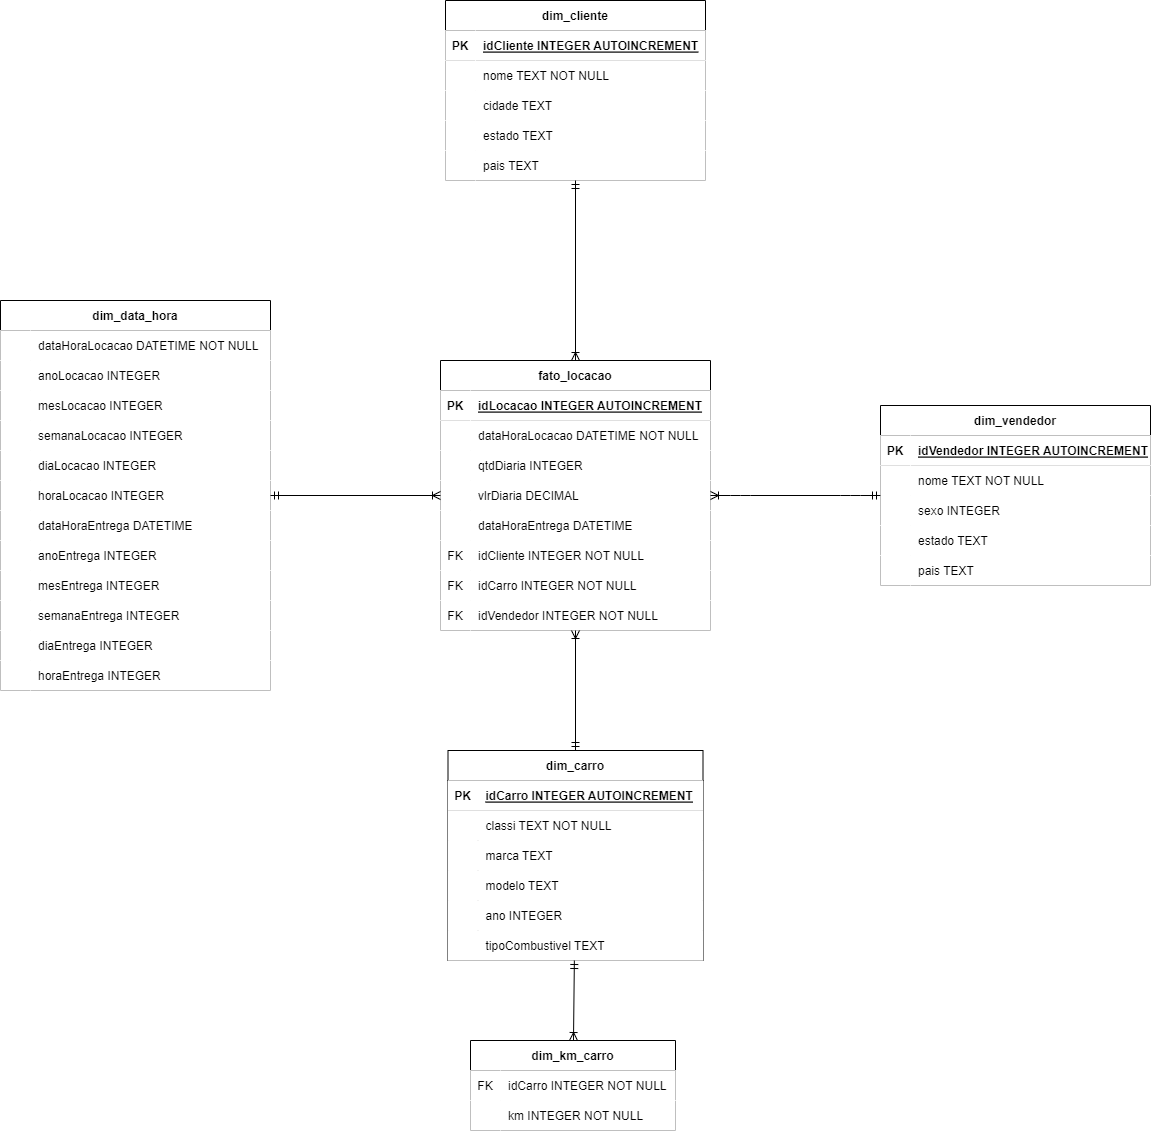 dim_cliente
PK idCliente INTEGER AUTOINCREMENT
nome TEXT NOT NULL
cidade TEXT
estado TEXT
pais TEXT
dim_data_hora
dataHoraLocacao DATETIME NOT NULL
anoLocacao INTEGER
mesLocacao INTEGER
semanaLocacao INTEGER
diaLocacao INTEGER
horaLocacao INTEGER
dataHoraEntrega DATETIME
anoEntrega INTEGER
mesEntrega INTEGER
semanaEntrega INTEGER
diaEntrega INTEGER
horaEntrega INTEGER
fato_locacao
PK idLocacao INTEGER AUTOINCREMENT
dataHoraLocacao DATETIME NOT NULL
qtdDiaria INTEGER
vlrDiaria DECIMAL
dataHoraEntrega DATETIME
FK idCliente INTEGER NOT NULL
FK idCarro INTEGER NOT NULL
FK idVendedor INTEGER NOT NULL
dim_vendedor
PK idVendedor INTEGER AUTOINCREMENT
nome TEXT NOT NULL
sexo INTEGER
estado TEXT
pais TEXT
dim_carro
PK idCarro INTEGER AUTOINCREMENT
classi TEXT NOT NULL
marca TEXT
modelo TEXT
ano INTEGER
tipoCombustivel TEXT
dim_km_carro
FK idCarro INTEGER NOT NULL
km INTEGER NOT NULL